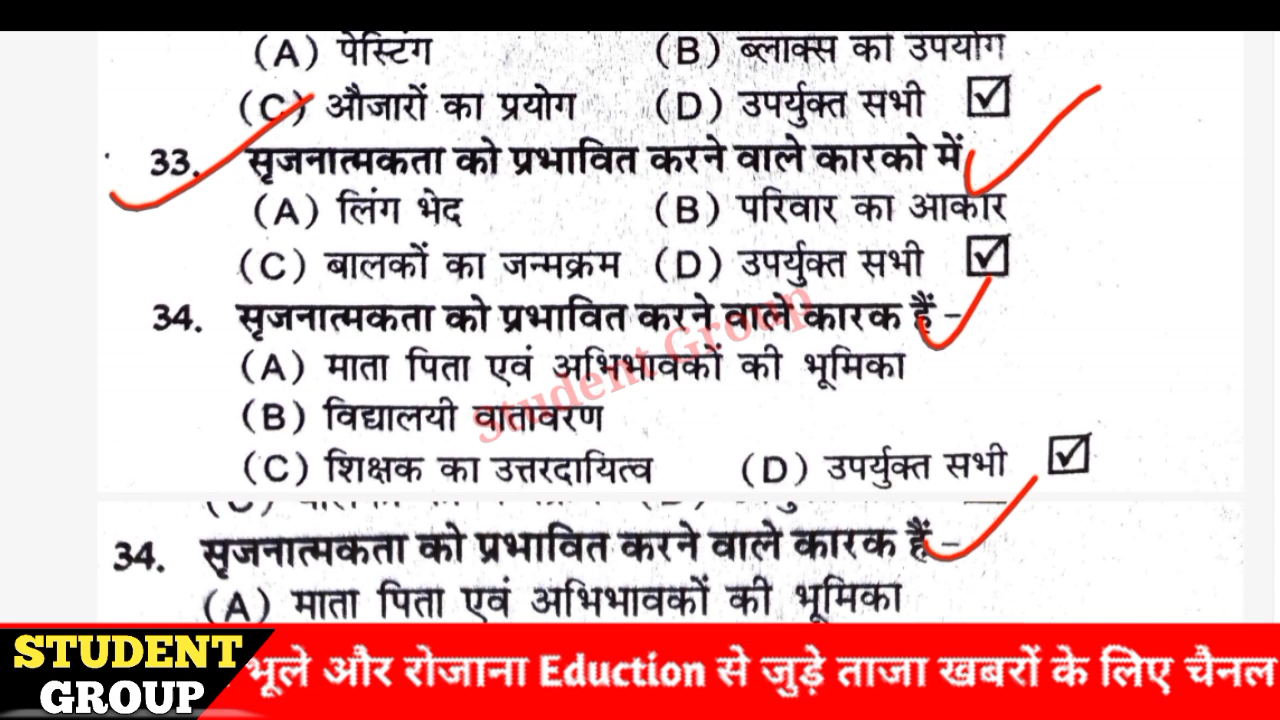 (A) पेस्टिंग (B) ब्लाक्स का उपयोग
(C) औजारों का प्रयोग (D) उपर्युक्त सभी
33. सृजनात्मकता को प्रभावित करने वाले कारको में
(A) लिंग भेद (B) परिवार का आकार
(C) बालकों का जन्मक्रम (D) उपर्युक्त सभी
34. सृजनात्मकता को प्रभावित करने वाले कारक हैं -
(A) माता पिता एवं अभिभावकों की भूमिका
(B) विद्यालयी वातावरण
(C) शिक्षक का उत्तरदायित्व (D) उपर्युक्त सभी
Student Group
34. सृजनात्मकता को प्रभावित करने वाले कारक हैं -
(A) माता पिता एवं अभिभावकों की भूमिका
STUDENT
GROUP
भूले और रोजाना Eduction से जुड़े ताजा खबरों के लिए चैनल